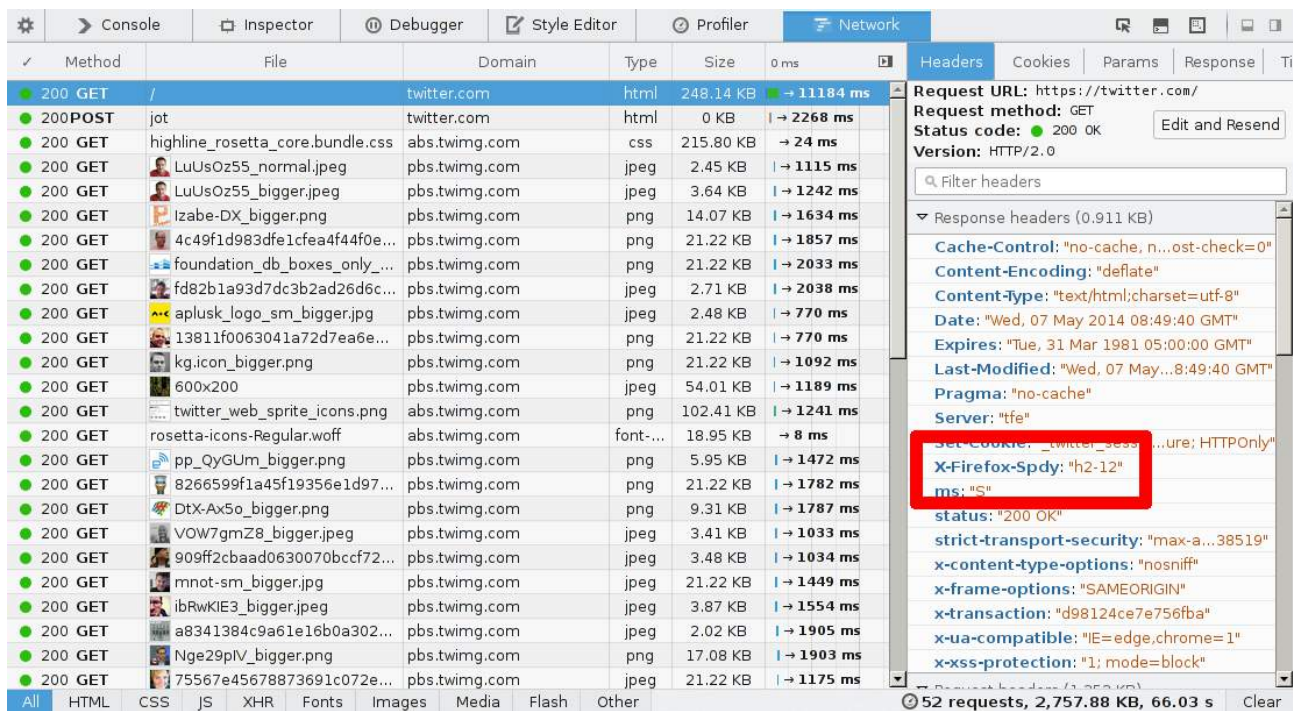 Console Inspector Debugger Style Editor Profiler Network
✓ Method File Domain Type Size 0 ms Headers Cookies Params Response Ti
200 GET / twitter.com html 248.14 KB → 11184 ms
200 POST jot twitter.com html 0 KB → 2268 ms
200 GET highline_rosetta_core.bundle.css abs.twimg.com css 215.80 KB → 24 ms
200 GET LuUsOz55_normal.jpeg pbs.twimg.com jpeg 2.45 KB → 1115 ms
200 GET LuUsOz55_bigger.jpeg pbs.twimg.com jpeg 3.64 KB → 1242 ms
200 GET Izabe-DX_bigger.png pbs.twimg.com png 14.07 KB → 1634 ms
200 GET 4c49f1d983dfe1cfea4f44f0e... pbs.twimg.com png 21.22 KB → 1857 ms
200 GET foundation_db_boxes_only_... pbs.twimg.com png 21.22 KB → 2033 ms
200 GET fd82b1a93d7dc3b2ad26d6c... pbs.twimg.com jpeg 2.71 KB → 2038 ms
200 GET aplusk_logo_sm_bigger.jpg pbs.twimg.com jpeg 2.48 KB → 770 ms
200 GET 13811f0063041a72d7ea6e... pbs.twimg.com png 21.22 KB → 770 ms
200 GET kg.icon_bigger.png pbs.twimg.com png 21.22 KB → 1092 ms
200 GET 600x200 pbs.twimg.com jpeg 54.01 KB → 1189 ms
200 GET twitter_web_sprite_icons.png abs.twimg.com png 102.41 KB → 1241 ms
200 GET rosetta-icons-Regular.woff abs.twimg.com font-... 18.95 KB → 8 ms
200 GET pp_QyGUm_bigger.png pbs.twimg.com png 5.95 KB → 1472 ms
200 GET 8266599f1a45f19356e1d97... pbs.twimg.com png 21.22 KB → 1782 ms
200 GET DtX-Ax5o_bigger.png pbs.twimg.com png 9.31 KB → 1787 ms
200 GET VOW7gmZ8_bigger.jpeg pbs.twimg.com jpeg 3.41 KB → 1033 ms
200 GET 909ff2cbaad0630070bccf72... pbs.twimg.com jpeg 3.48 KB → 1034 ms
200 GET mnot-sm_bigger.jpg pbs.twimg.com jpeg 21.22 KB → 1449 ms
200 GET ibRwKIE3_bigger.jpeg pbs.twimg.com jpeg 3.87 KB → 1554 ms
200 GET a8341384c9a61e16b0a302... pbs.twimg.com jpeg 2.02 KB → 1905 ms
200 GET Nge29pIV_bigger.png pbs.twimg.com png 17.08 KB → 1903 ms
200 GET 75567e45678873691c072e... pbs.twimg.com jpeg 21.22 KB → 1175 ms
Request URL: https://twitter.com/
Request method: GET
Status code: 200 OK
Edit and Resend
Version: HTTP/2.0
Filter headers
Response headers (0.911 KB)
Cache-Control: "no-cache, n...ost-check=0"
Content-Encoding: "deflate"
Content-Type: "text/html;charset=utf-8"
Date: "Wed, 07 May 2014 08:49:40 GMT"
Expires: "Tue, 31 Mar 1981 05:00:00 GMT"
Last-Modified: "Wed, 07 May...8:49:40 GMT"
Pragma: "no-cache"
Server: "tfe"
Set-Cookie: "_twitter_sess...ure; HTTPOnly"
X-Firefox-Spdy: "h2-12"
ms: "S"
status: "200 OK"
strict-transport-security: "max-a...38519"
x-content-type-options: "nosniff"
x-frame-options: "SAMEORIGIN"
x-transaction: "d98124ce7e756fba"
x-ua-compatible: "IE=edge,chrome=1"
x-xss-protection: "1; mode=block"
All HTML CSS JS XHR Fonts Images Media Flash Other 52 requests, 2,757.88 KB, 66.03 s Clear